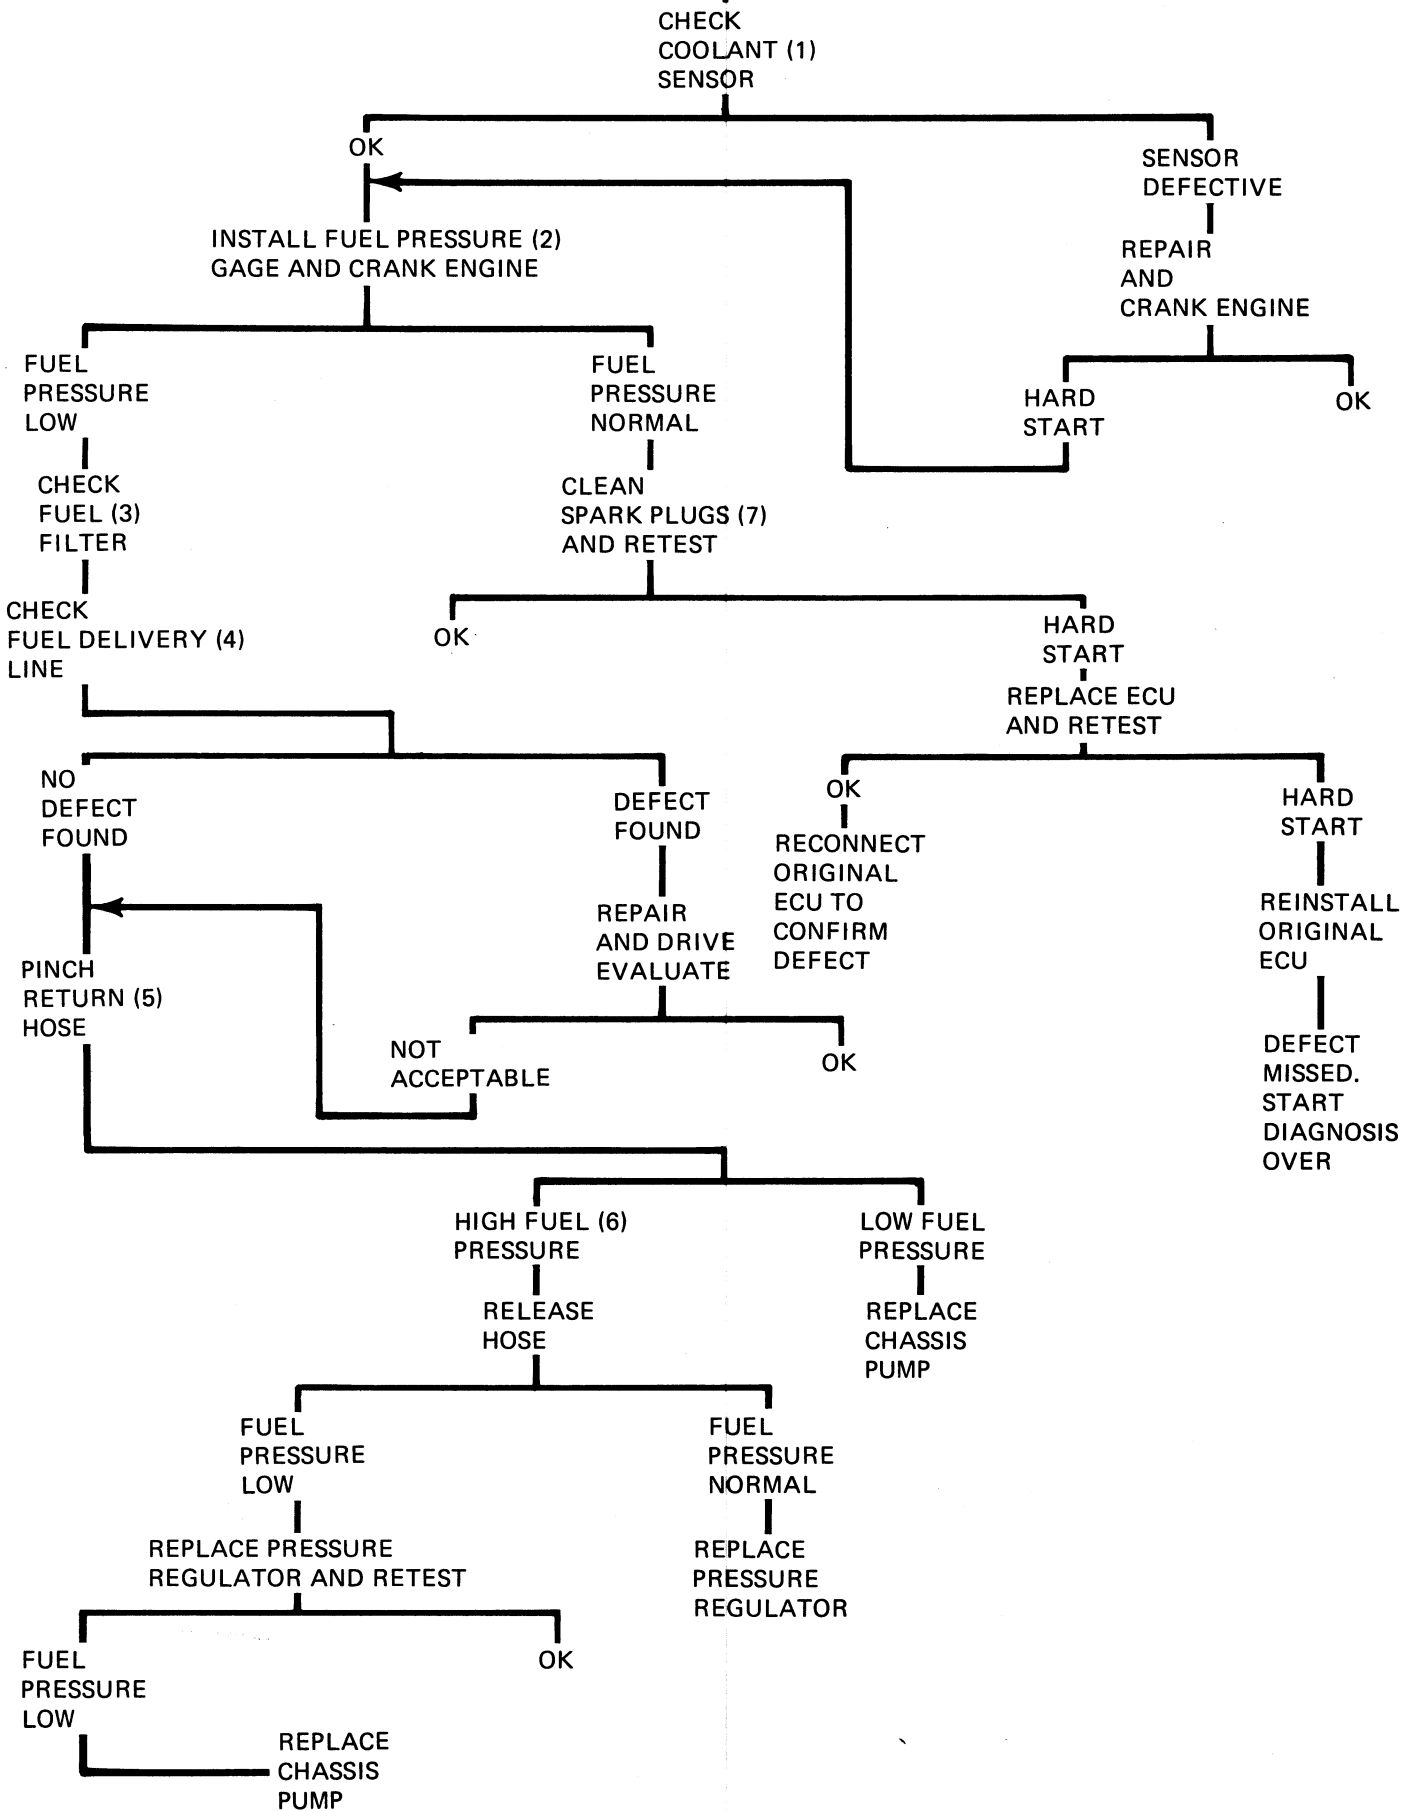 CHECK
COOLANT (1)
SENSOR
OK
SENSOR
DEFECTIVE
INSTALL FUEL PRESSURE (2)
GAGE AND CRANK ENGINE
REPAIR
AND
CRANK ENGINE
FUEL
PRESSURE
LOW
FUEL
PRESSURE
NORMAL
HARD
START
OK
CHECK
FUEL (3)
FILTER
CLEAN
SPARK PLUGS (7)
AND RETEST
CHECK
FUEL DELIVERY (4)
LINE
OK
HARD
START
REPLACE ECU
AND RETEST
NO
DEFECT
FOUND
DEFECT
FOUND
OK
HARD
START
RECONNECT
ORIGINAL
ECU TO
CONFIRM
DEFECT
REPAIR
AND DRIVE
EVALUATE
REINSTALL
ORIGINAL
ECU
PINCH
RETURN (5)
HOSE
NOT
ACCEPTABLE
OK
DEFECT
MISSED.
START
DIAGNOSIS
OVER
HIGH FUEL (6)
PRESSURE
LOW FUEL
PRESSURE
RELEASE
HOSE
REPLACE
CHASSIS
PUMP
FUEL
PRESSURE
LOW
FUEL
PRESSURE
NORMAL
REPLACE PRESSURE
REGULATOR AND RETEST
REPLACE
PRESSURE
REGULATOR
FUEL
PRESSURE
LOW
OK
REPLACE
CHASSIS
PUMP